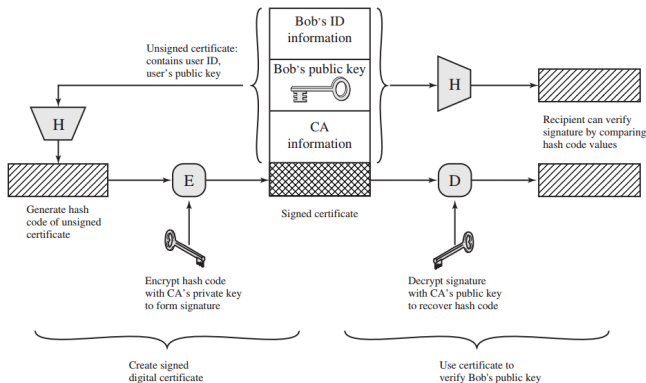 Bob's ID
information
Unsigned certificate:
contains user ID,
user's public key
Bob's public key
H
H
CA
information
Recipient can verify
signature by comparing
hash code values
E
D
Generate hash
code of unsigned
certificate
Signed certificate
Encrypt hash code
with CA's private key
to form signature
Decrypt signature
with CA's public key
to recover hash code
Create signed
digital certificate
Use certificate to
verify Bob's public key